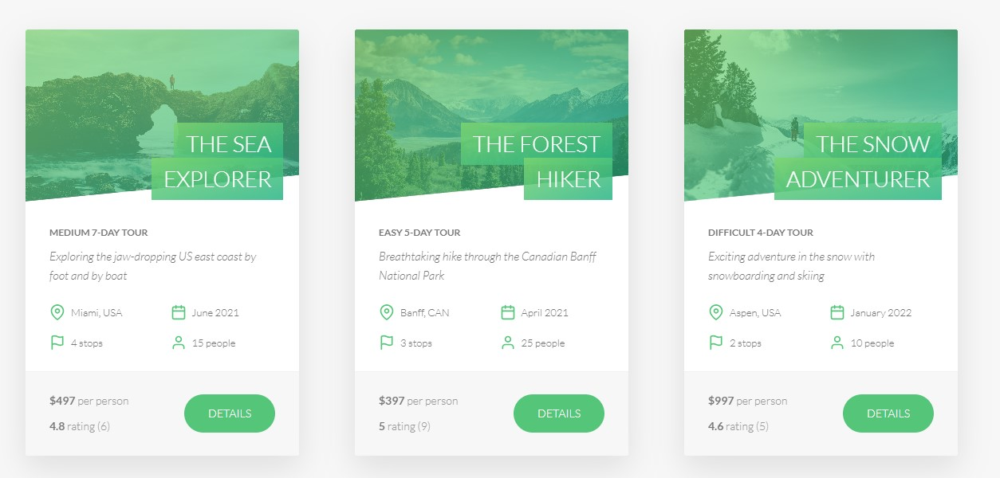 THE SEA
EXPLORER
MEDIUM 7-DAY TOUR
Exploring the jaw-dropping US east coast by
foot and by boat
Miami, USA
June 2021
4 stops
15 people
$497 per person
4.8 rating (6)
DETAILS
THE FOREST
HIKER
EASY 5-DAY TOUR
Breathtaking hike through the Canadian Banff
National Park
Banff, CAN
April 2021
3 stops
25 people
$397 per person
5 rating (9)
DETAILS
THE SNOW
ADVENTURER
DIFFICULT 4-DAY TOUR
Exciting adventure in the snow with
snowboarding and skiing
Aspen, USA
January 2022
2 stops
10 people
$997 per person
4.6 rating (5)
DETAILS